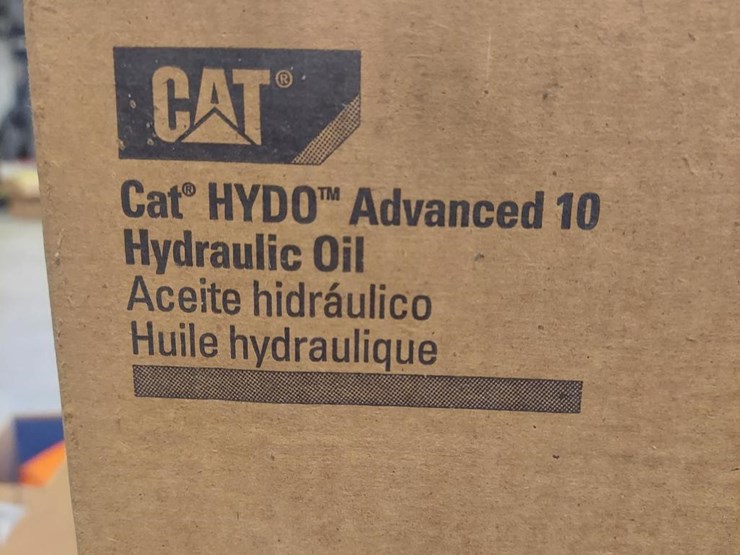 CAT®
Cat® HYDO™ Advanced 10
Hydraulic Oil
Aceite hidráulico
Huile hydraulique